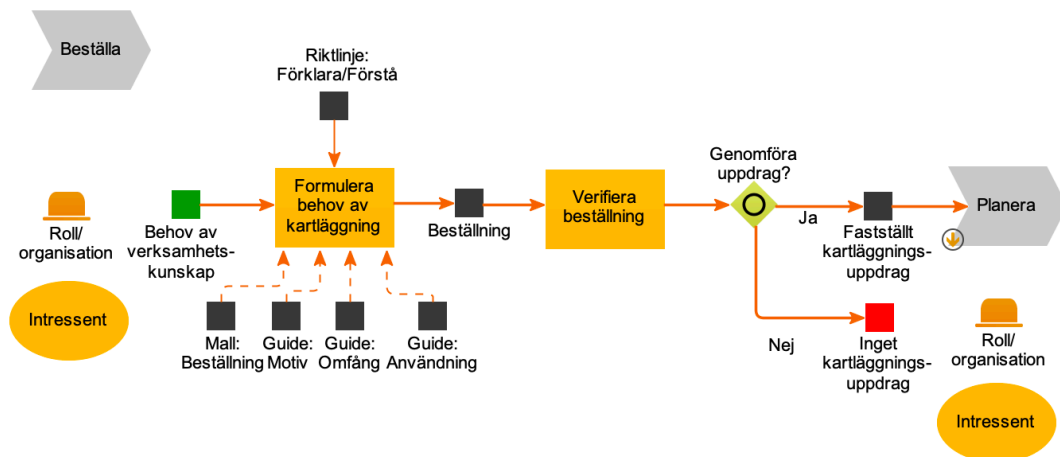 Beställa
Riktlinje:
Förklara/Förstå
Roll/
organisation
Intressent
Behov av
verksamhets-
kunskap
Formulera
behov av
kartläggning
Mall:
Beställning
Guide:
Motiv
Guide:
Omfång
Guide:
Användning
Beställning
Verifiera
beställning
Genomföra
uppdrag?
Ja
Fastställt
kartläggnings-
uppdrag
Planera
Nej
Inget
kartläggnings-
uppdrag
Roll/
organisation
Intressent